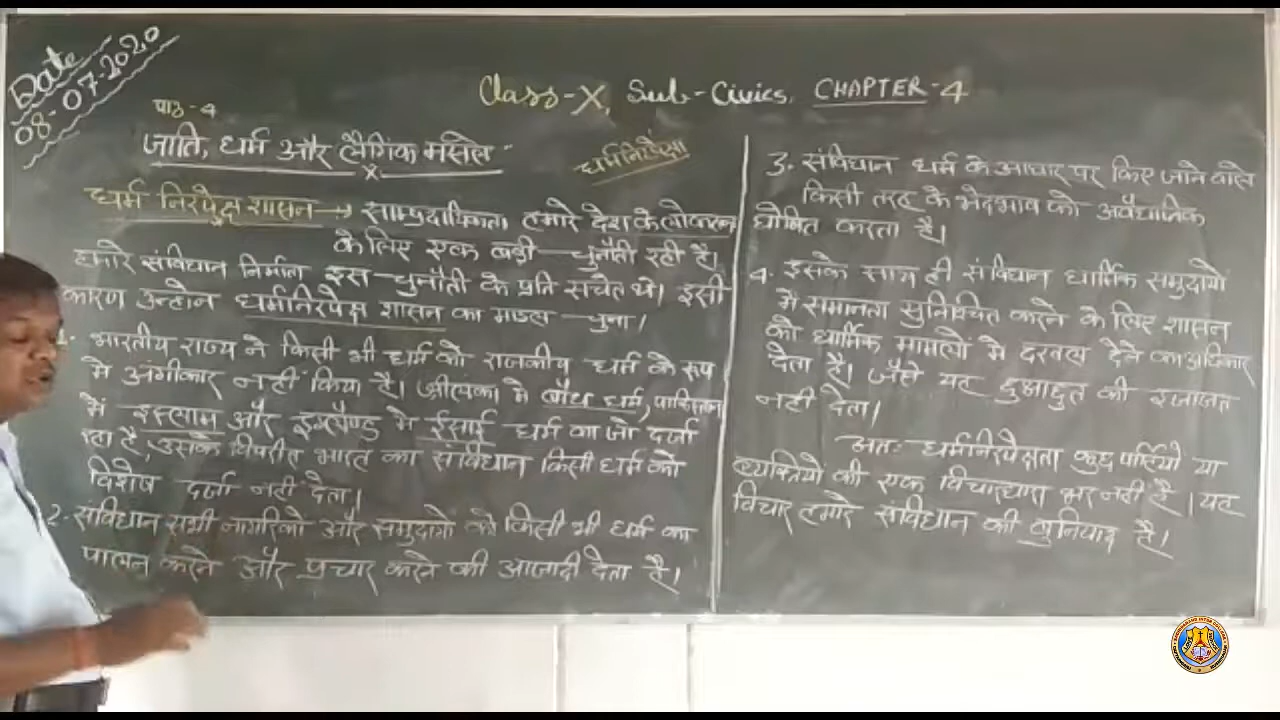 Date
08-07-2020
Class-X, Sub-Civics, CHAPTER-4
पाठ-4
जाति, धर्म और लैंगिक मसले
धर्मनिरपेक्षा
धर्म निरपेक्ष शासन → साम्प्रदायिकता हमारे देश के लोकतन्त्र
के लिए एक बड़ी चुनौती रही है।
हमारे संविधान निर्माता इस चुनौती के प्रति सचेत थे। इसी
कारण उन्होंने धर्मनिरपेक्ष शासन का मॉडल चुना।
1. भारतीय राज्य ने किसी भी धर्म को राजकीय धर्म के रूप
मे अंगीकार नहीं किया है। श्रीलंका मे बौध धर्म, पाकिस्तान
में इस्लाम और इंग्लैण्ड मे ईसाई धर्म का जो दर्जा
रहा है, उसके विपरीत भारत का संविधान किसी धर्म को
विशेष दर्जा नहीं देता।
2. संविधान सभी नागरिकों और समुदायों को किसी भी धर्म का
पालन करने और प्रचार करने की आजादी देता है।
3. संविधान धर्म के आधार पर किए जाने वाले
किसी तरह के भेदभाव को अवैधानिक
घोषित करता है।
4. इसके साथ ही संविधान धार्मिक समुदायों
में समानता सुनिश्चित करने के लिए शासन
को धार्मिक मामलों मे दखल देने का अधिकार
देता है। जैसे यह छुआछुत की इजाजत
नही देता।
अतः धर्मनिरपेक्षता कुछ पार्टियों या
व्यक्तियों की एक विचारधारा भर नहीं है। यह
विचार हमारे संविधान की बुनियाद है।